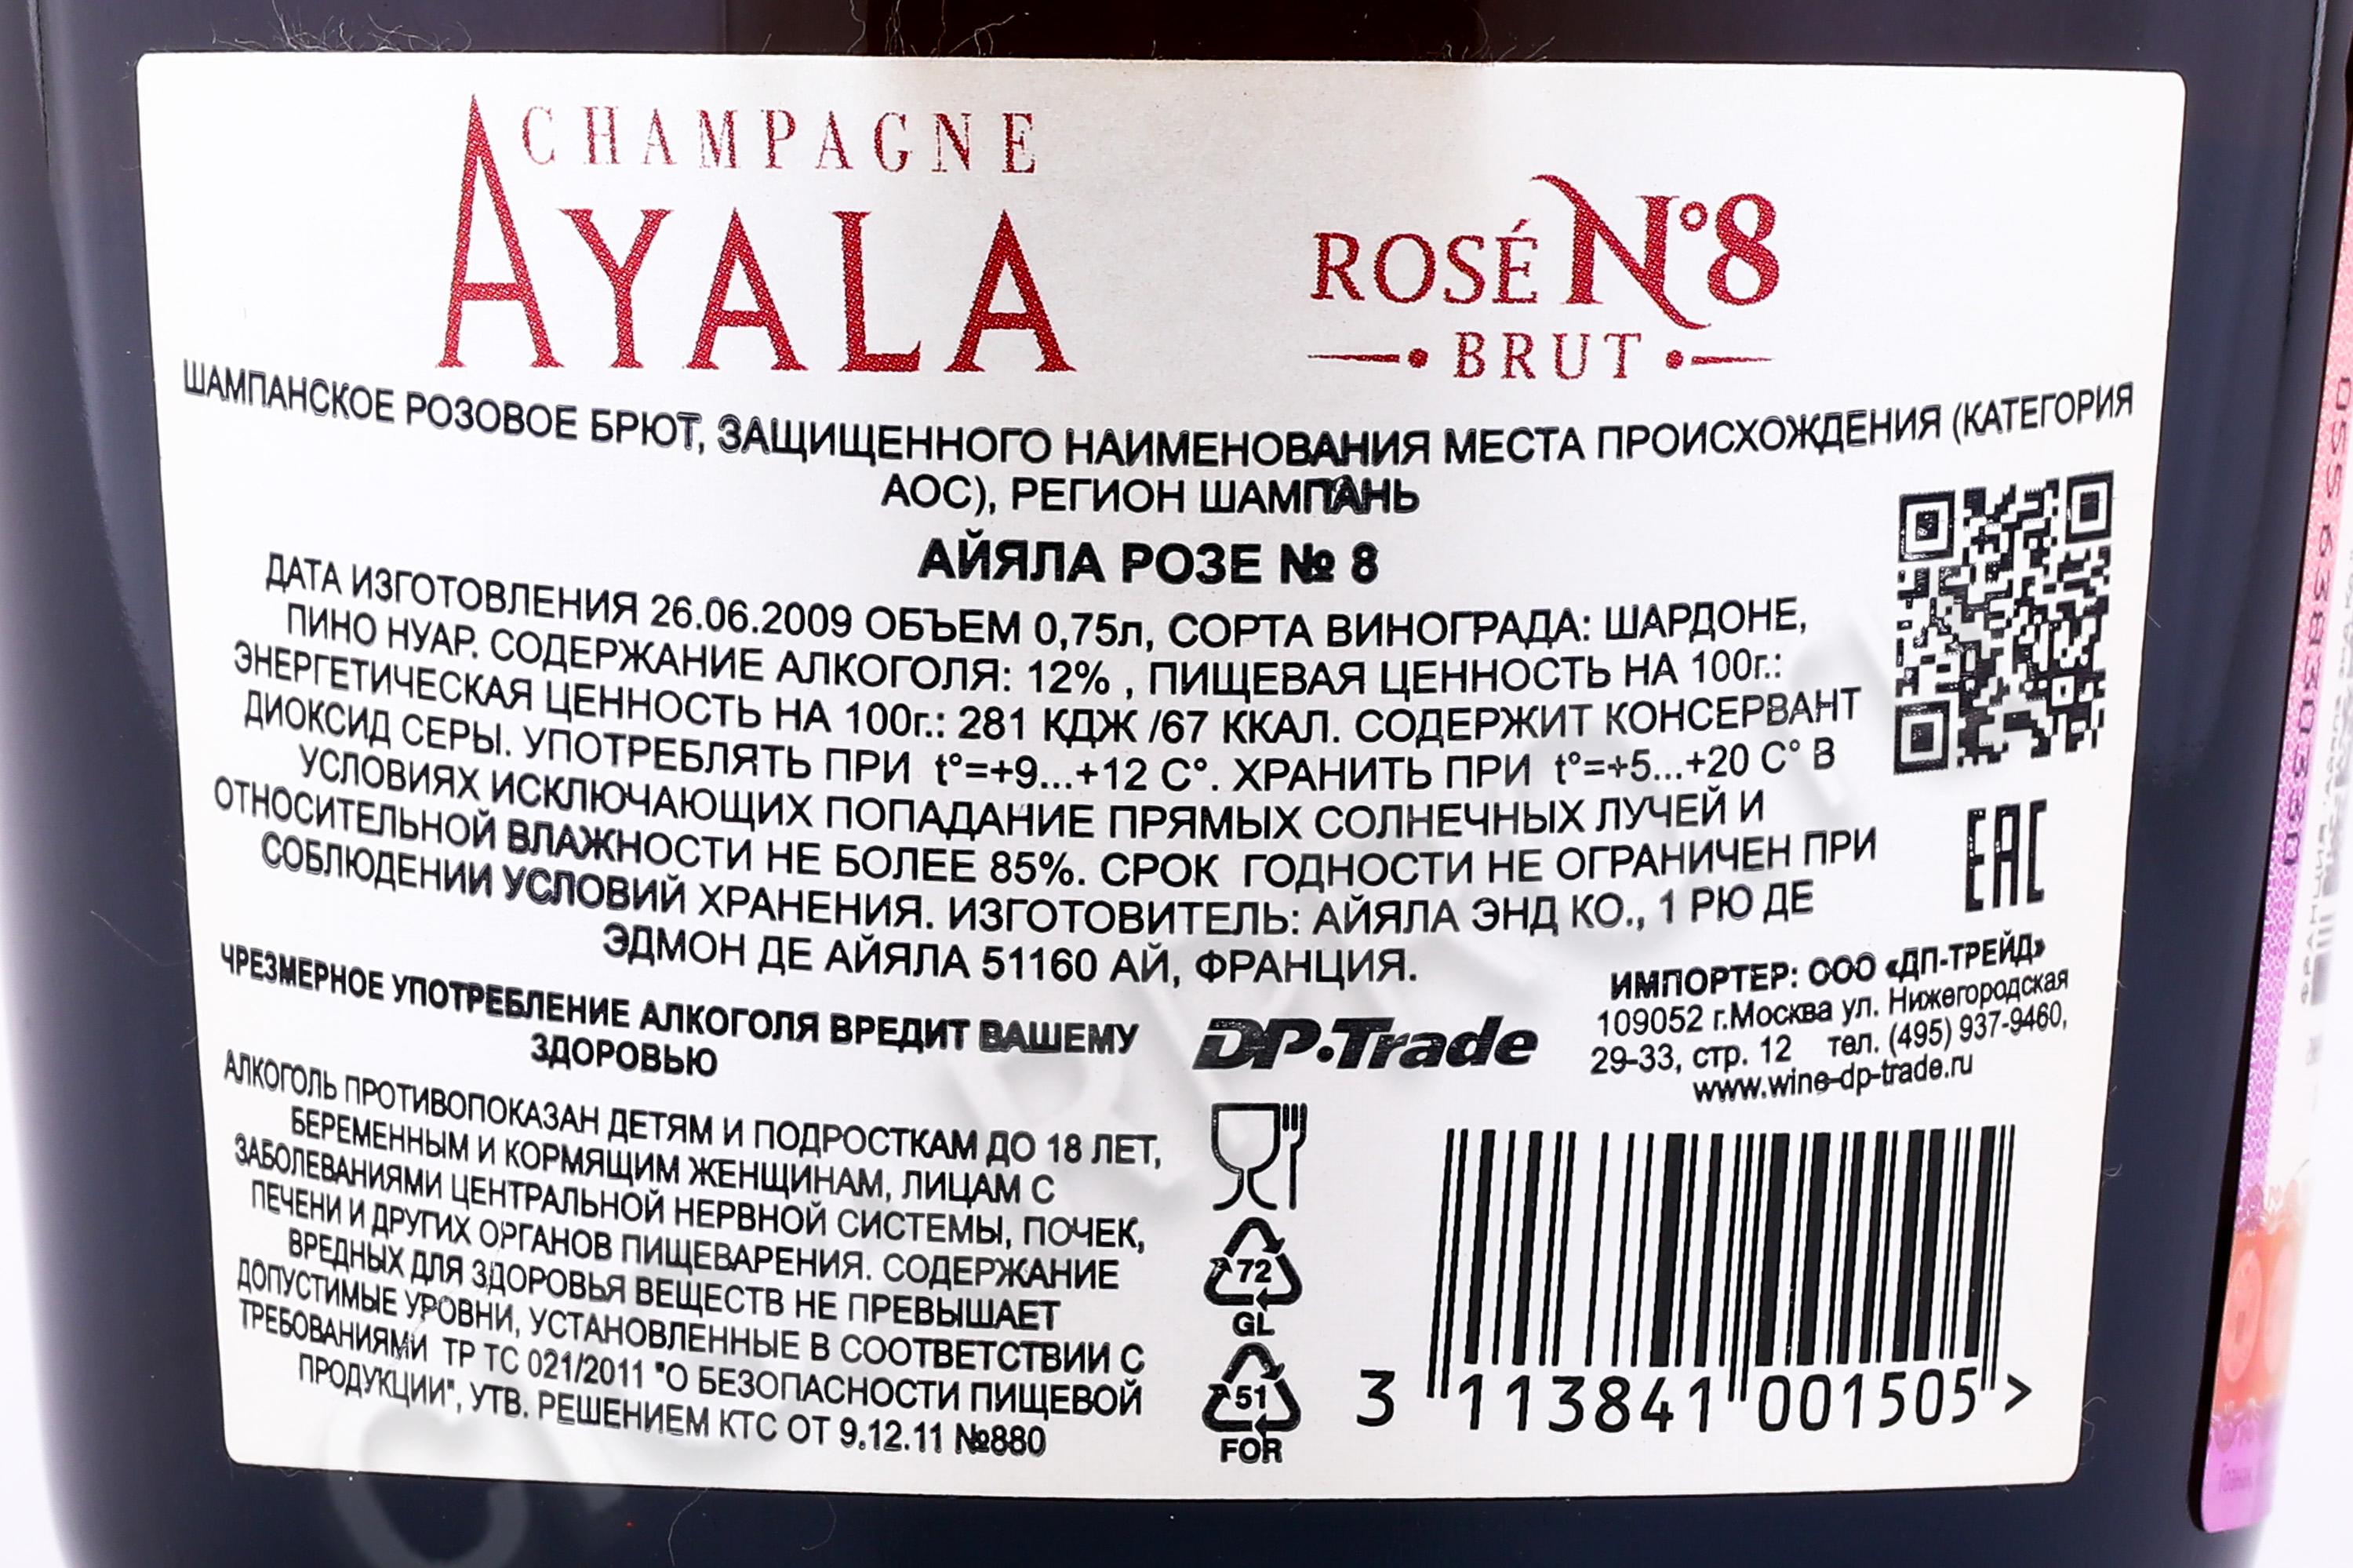 CHAMPAGNE
AYALA
ROSÉ N°8
BRUT
ШАМПАНСКОЕ РОЗОВОЕ БРЮТ, ЗАЩИЩЕННОГО НАИМЕНОВАНИЯ МЕСТА ПРОИСХОЖДЕНИЯ (КАТЕГОРИЯ
АОС), РЕГИОН ШАМПАНЬ
АЙЯЛА РОЗЕ № 8
ДАТА ИЗГОТОВЛЕНИЯ 26.06.2009 ОБЪЕМ 0,75л, СОРТА ВИНОГРАДА: ШАРДОНЕ,
ПИНО НУАР. СОДЕРЖАНИЕ АЛКОГОЛЯ: 12% , ПИЩЕВАЯ ЦЕННОСТЬ НА 100г.:
ЭНЕРГЕТИЧЕСКАЯ ЦЕННОСТЬ НА 100г.: 281 КДЖ /67 ККАЛ. СОДЕРЖИТ КОНСЕРВАНТ
ДИОКСИД СЕРЫ. УПОТРЕБЛЯТЬ ПРИ t°=+9...+12 C°. ХРАНИТЬ ПРИ t°=+5...+20 C° В
УСЛОВИЯХ ИСКЛЮЧАЮЩИХ ПОПАДАНИЕ ПРЯМЫХ СОЛНЕЧНЫХ ЛУЧЕЙ И
ОТНОСИТЕЛЬНОЙ ВЛАЖНОСТИ НЕ БОЛЕЕ 85%. СРОК ГОДНОСТИ НЕ ОГРАНИЧЕН ПРИ
СОБЛЮДЕНИИ УСЛОВИЙ ХРАНЕНИЯ. ИЗГОТОВИТЕЛЬ: АЙЯЛА ЭНД КО., 1 РЮ ДЕ
ЭДМОН ДЕ АЙЯЛА 51160 АЙ, ФРАНЦИЯ.
EAC
ЧРЕЗМЕРНОЕ УПОТРЕБЛЕНИЕ АЛКОГОЛЯ ВРЕДИТ ВАШЕМУ
ЗДОРОВЬЮ
АЛКОГОЛЬ ПРОТИВОПОКАЗАН ДЕТЯМ И ПОДРОСТКАМ ДО 18 ЛЕТ,
БЕРЕМЕННЫМ И КОРМЯЩИМ ЖЕНЩИНАМ, ЛИЦАМ С
ЗАБОЛЕВАНИЯМИ ЦЕНТРАЛЬНОЙ НЕРВНОЙ СИСТЕМЫ, ПОЧЕК,
ПЕЧЕНИ И ДРУГИХ ОРГАНОВ ПИЩЕВАРЕНИЯ. СОДЕРЖАНИЕ
ВРЕДНЫХ ДЛЯ ЗДОРОВЬЯ ВЕЩЕСТВ НЕ ПРЕВЫШАЕТ
ДОПУСТИМЫЕ УРОВНИ, УСТАНОВЛЕННЫЕ В СООТВЕТСТВИИ С
ТРЕБОВАНИЯМИ ТР ТС 021/2011 "О БЕЗОПАСНОСТИ ПИЩЕВОЙ
ПРОДУКЦИИ", УТВ. РЕШЕНИЕМ КТС ОТ 9.12.11 №880
DP.Trade
ИМПОРТЕР: ООО «ДП-ТРЕЙД»
109052 г.Москва ул. Нижегородская
29-33, стр. 12 тел. (495) 937-9460,
www.wine-dp-trade.ru
72
GL
51
FOR
3 113841 001505 >